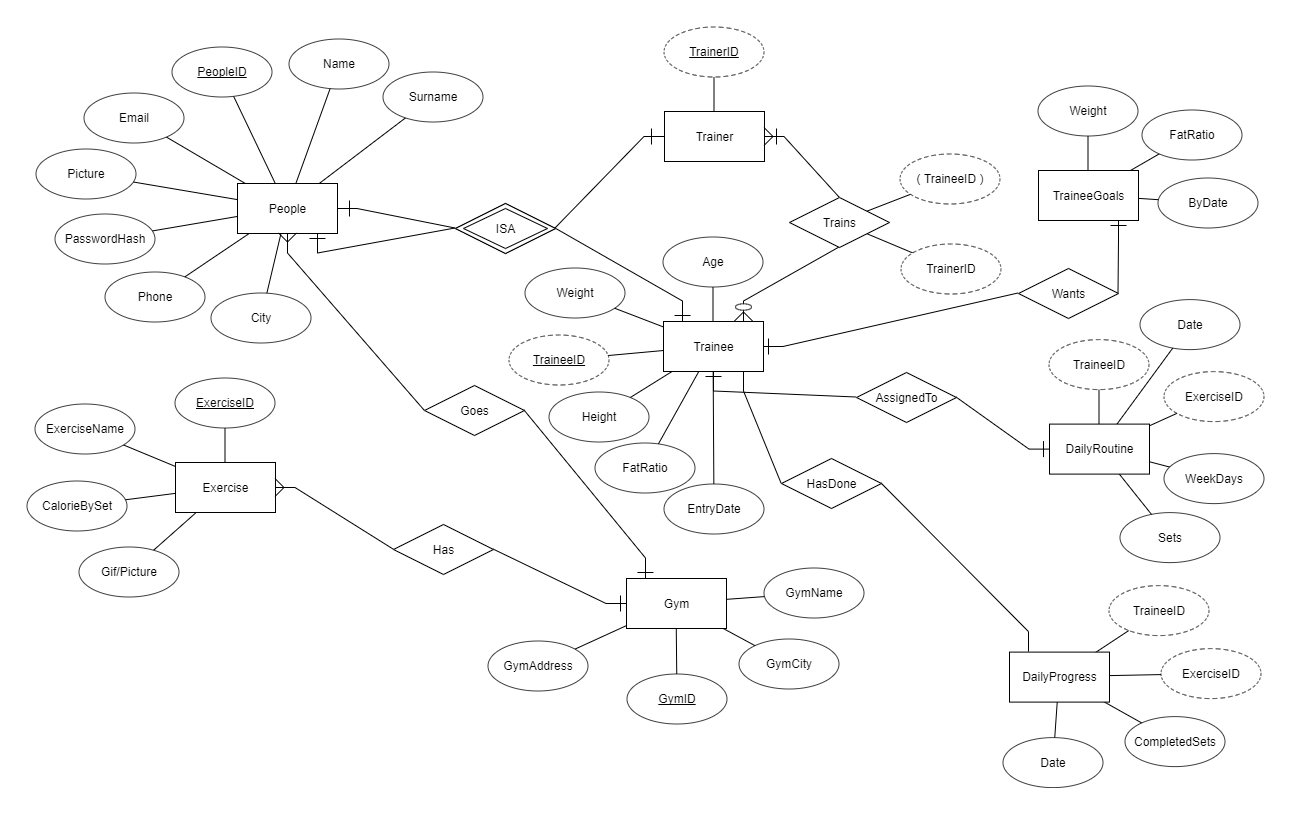 TrainerID
Name
PeopleID
Surname
Email
Weight
FatRatio
Trainer
Picture
( TraineeID )
TraineeGoals
ByDate
People
Trains
ISA
PasswordHash
Age
TrainerID
Weight
Wants
Phone
City
Date
Trainee
TraineeID
TraineeID
ExerciseID
AssignedTo
ExerciseID
Goes
Height
ExerciseName
DailyRoutine
FatRatio
WeekDays
HasDone
Exercise
CalorieBySet
EntryDate
Sets
Has
Gif/Picture
GymName
Gym
TraineeID
GymAddress
GymCity
ExerciseID
DailyProgress
GymID
CompletedSets
Date